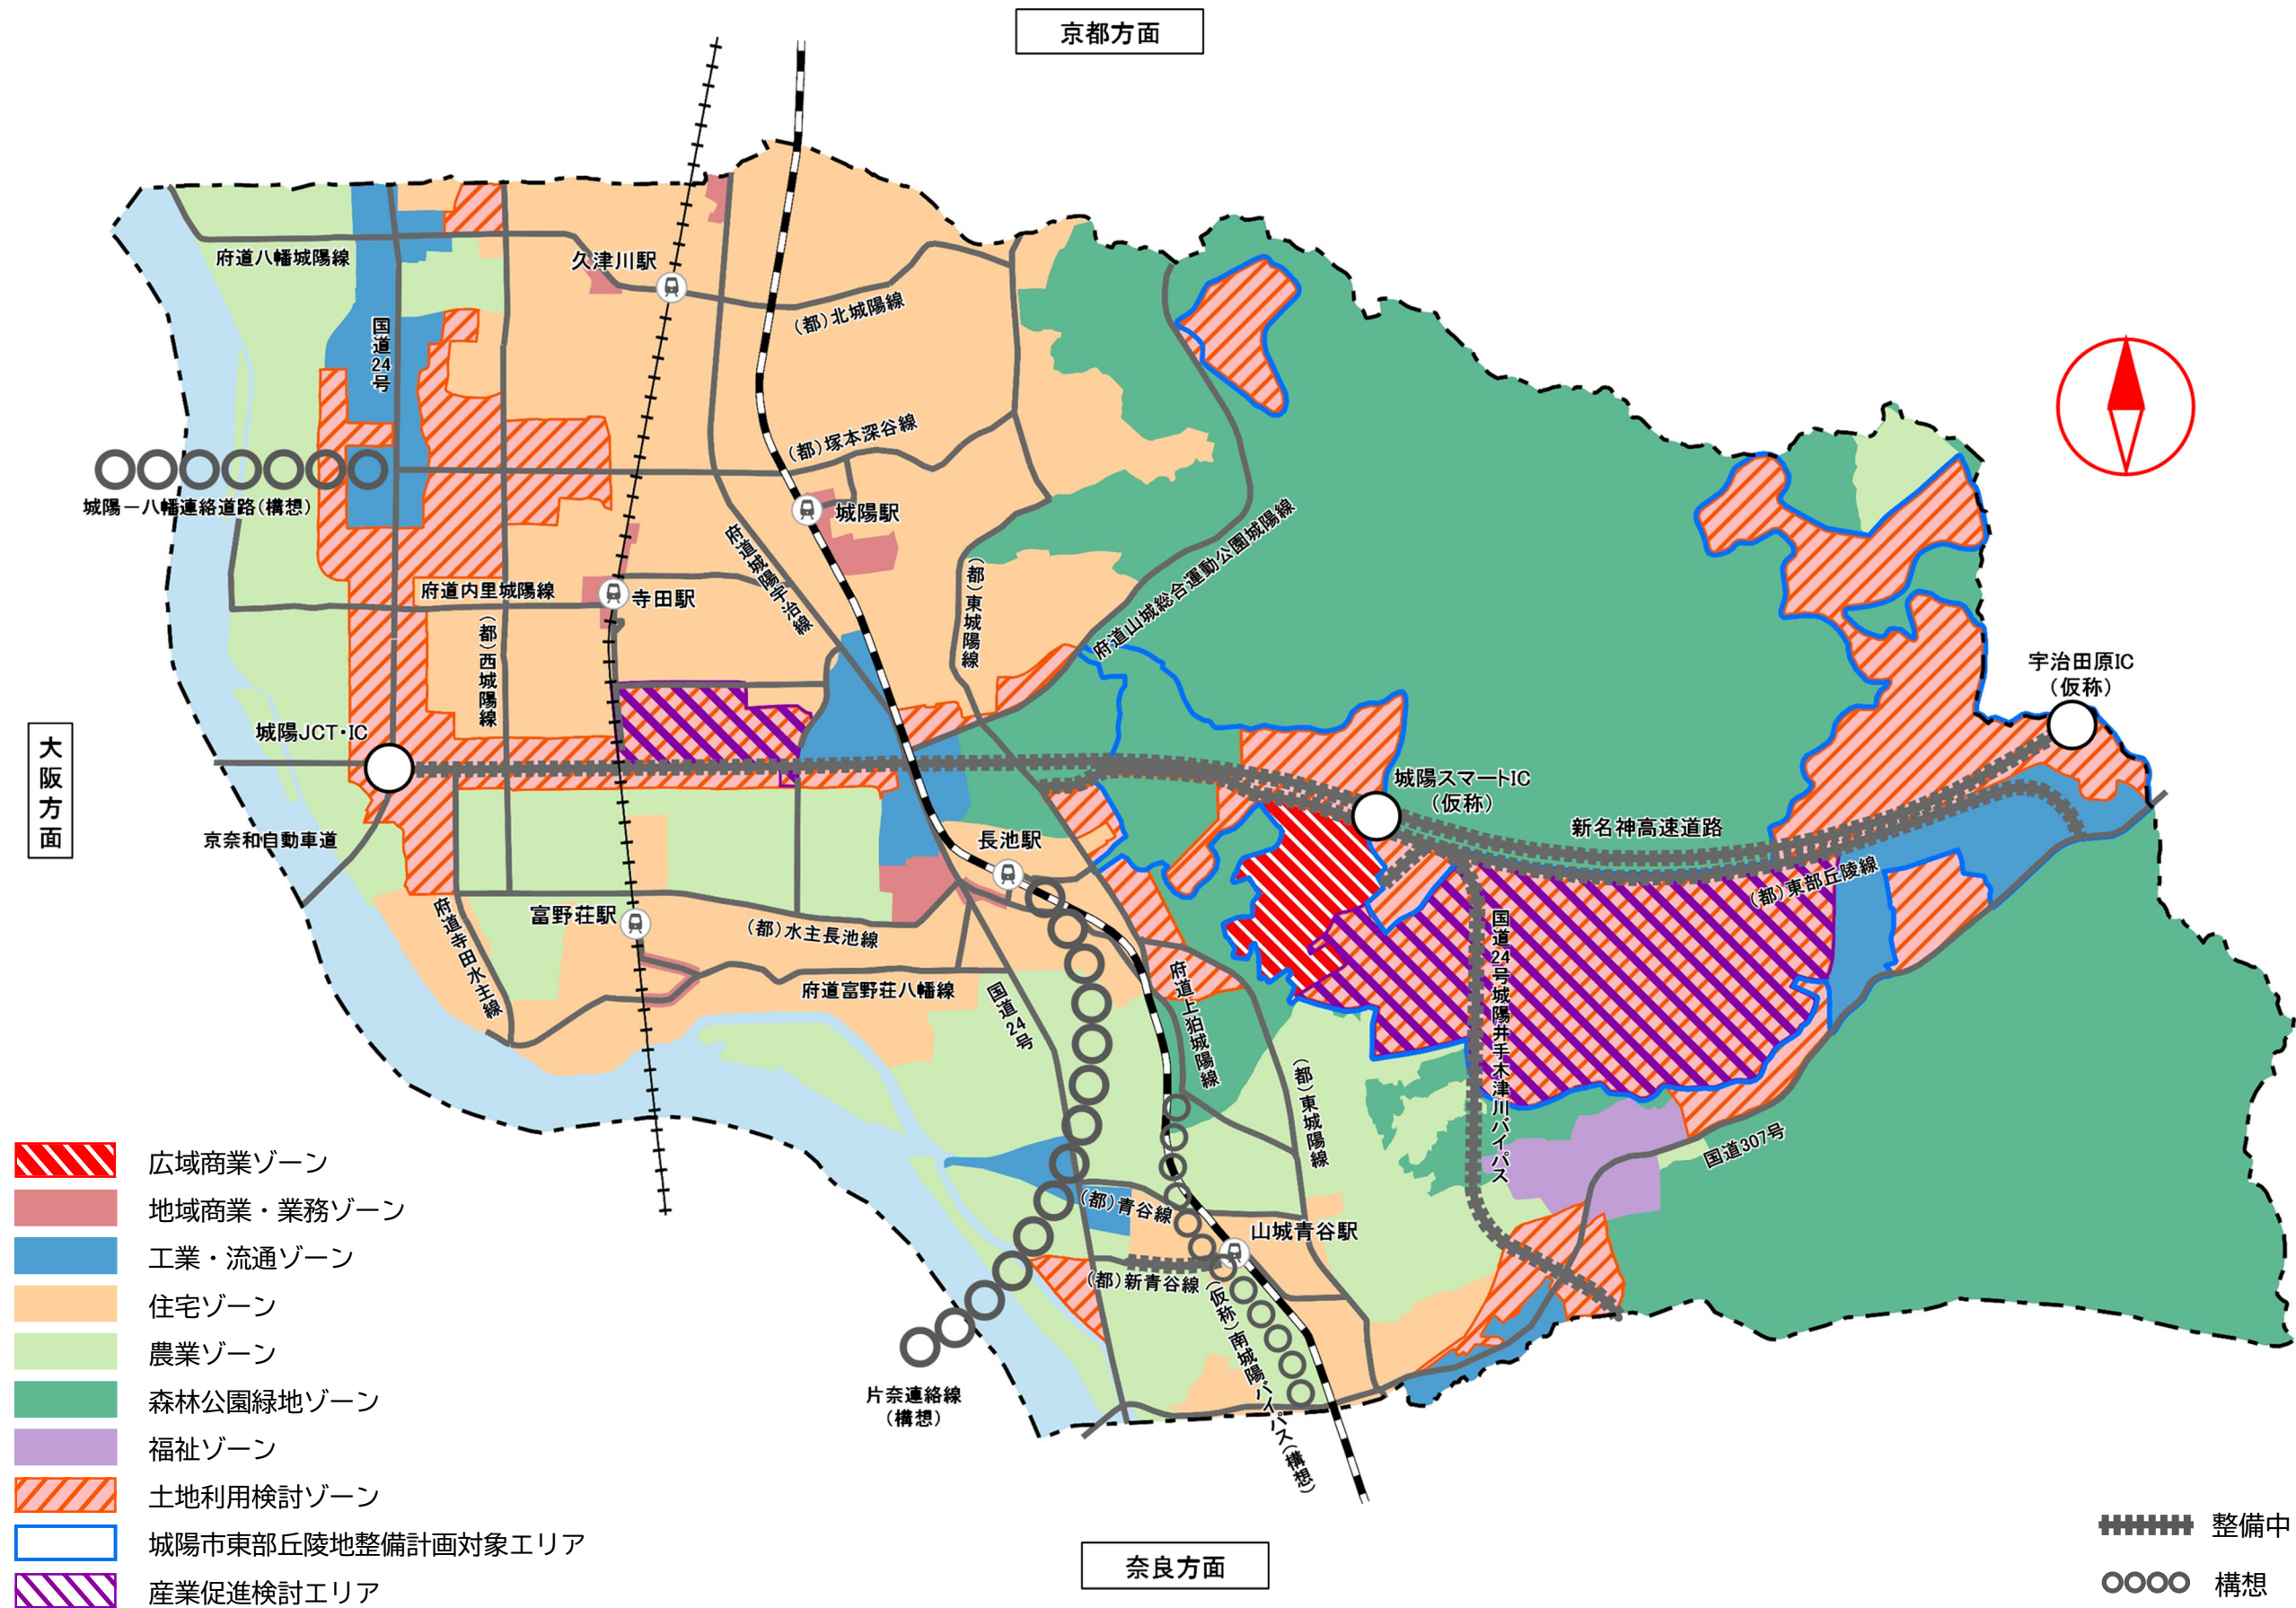 京都方面
府道八幡城陽線
久津川駅
(都)北城陽線
国道24号
(都)塚本深谷線
城陽ー八幡連絡道路(構想)
城陽駅
府道城陽宇治線
府道山城総合運動公園城陽線
(都)東城陽線
府道内里城陽線
寺田駅
(都)西城陽線
宇治田原IC
(仮称)
城陽JCT・IC
大阪方面
城陽スマートIC
(仮称)
新名神高速道路
京奈和自動車道
長池駅
(都)東部丘陵線
富野荘駅
府道寺田水主線
(都)水主長池線
国道24号城陽井手木津川バイパス
府道富野荘八幡線
国道24号
府道上狛城陽線
(都)東城陽線
国道307号
(都)青谷線
山城青谷駅
(都)新青谷線
(仮称)南城陽バイパス(構想)
片奈連絡線
(構想)
奈良方面
広域商業ゾーン
地域商業・業務ゾーン
工業・流通ゾーン
住宅ゾーン
農業ゾーン
森林公園緑地ゾーン
福祉ゾーン
土地利用検討ゾーン
城陽市東部丘陵地整備計画対象エリア
産業促進検討エリア
整備中
構想